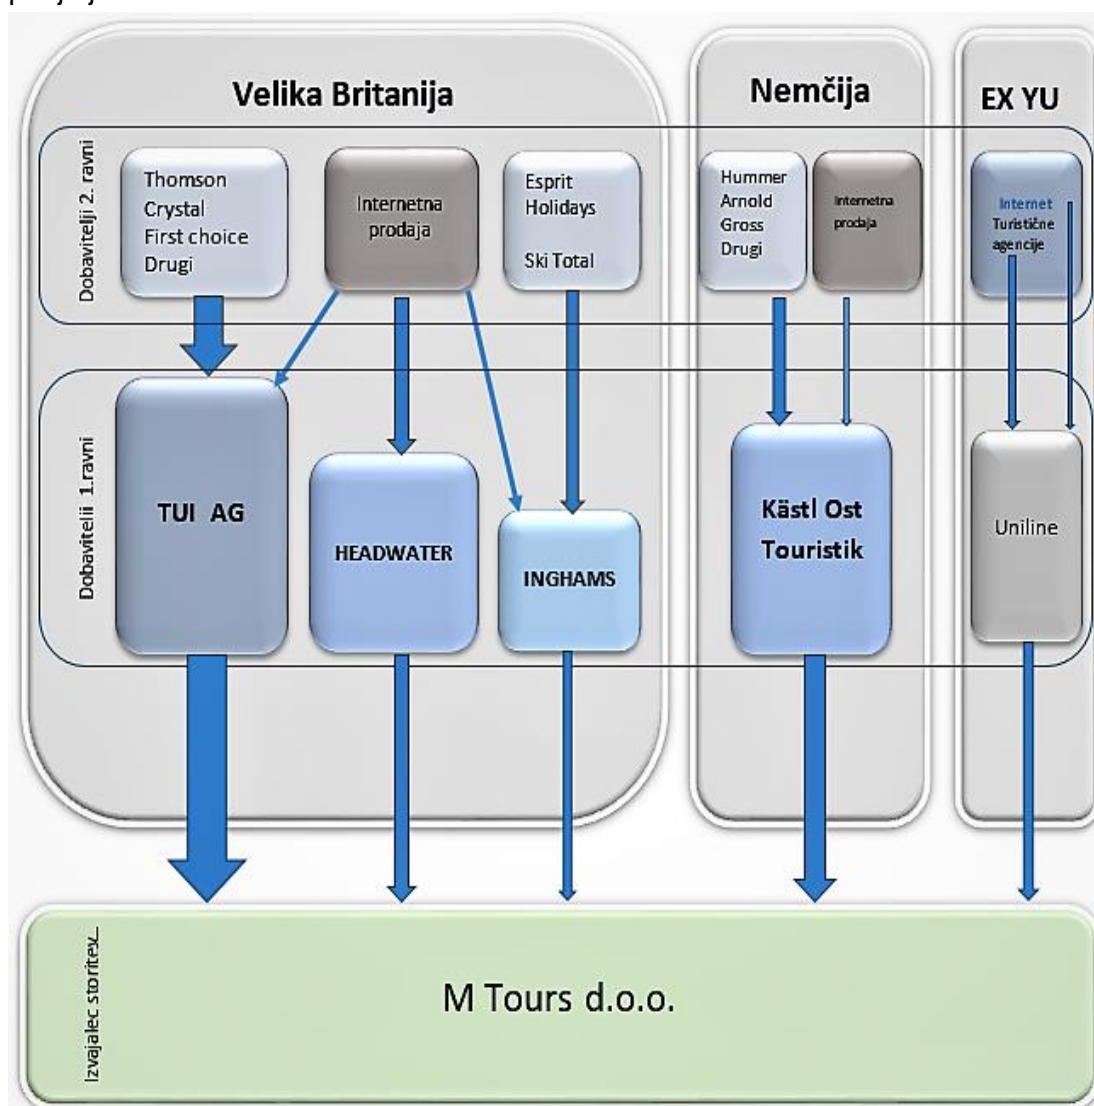 Velika Britanija
Nemčija
EX YU
Dobavitelji 2. ravni
Thomson
Crystal
First choice
Drugi
Internetna
prodaja
Esprit
Holidays
Ski Total
Hummer
Arnold
Gross
Drugi
Internetna
prodaja
Internet
Turistične
agencije
Dobavitelii 1.ravni
TUI AG
HEADWATER
INGHAMS
Kästl Ost
Touristik
Uniline
Izvajalec storitev
M Tours d.o.o.